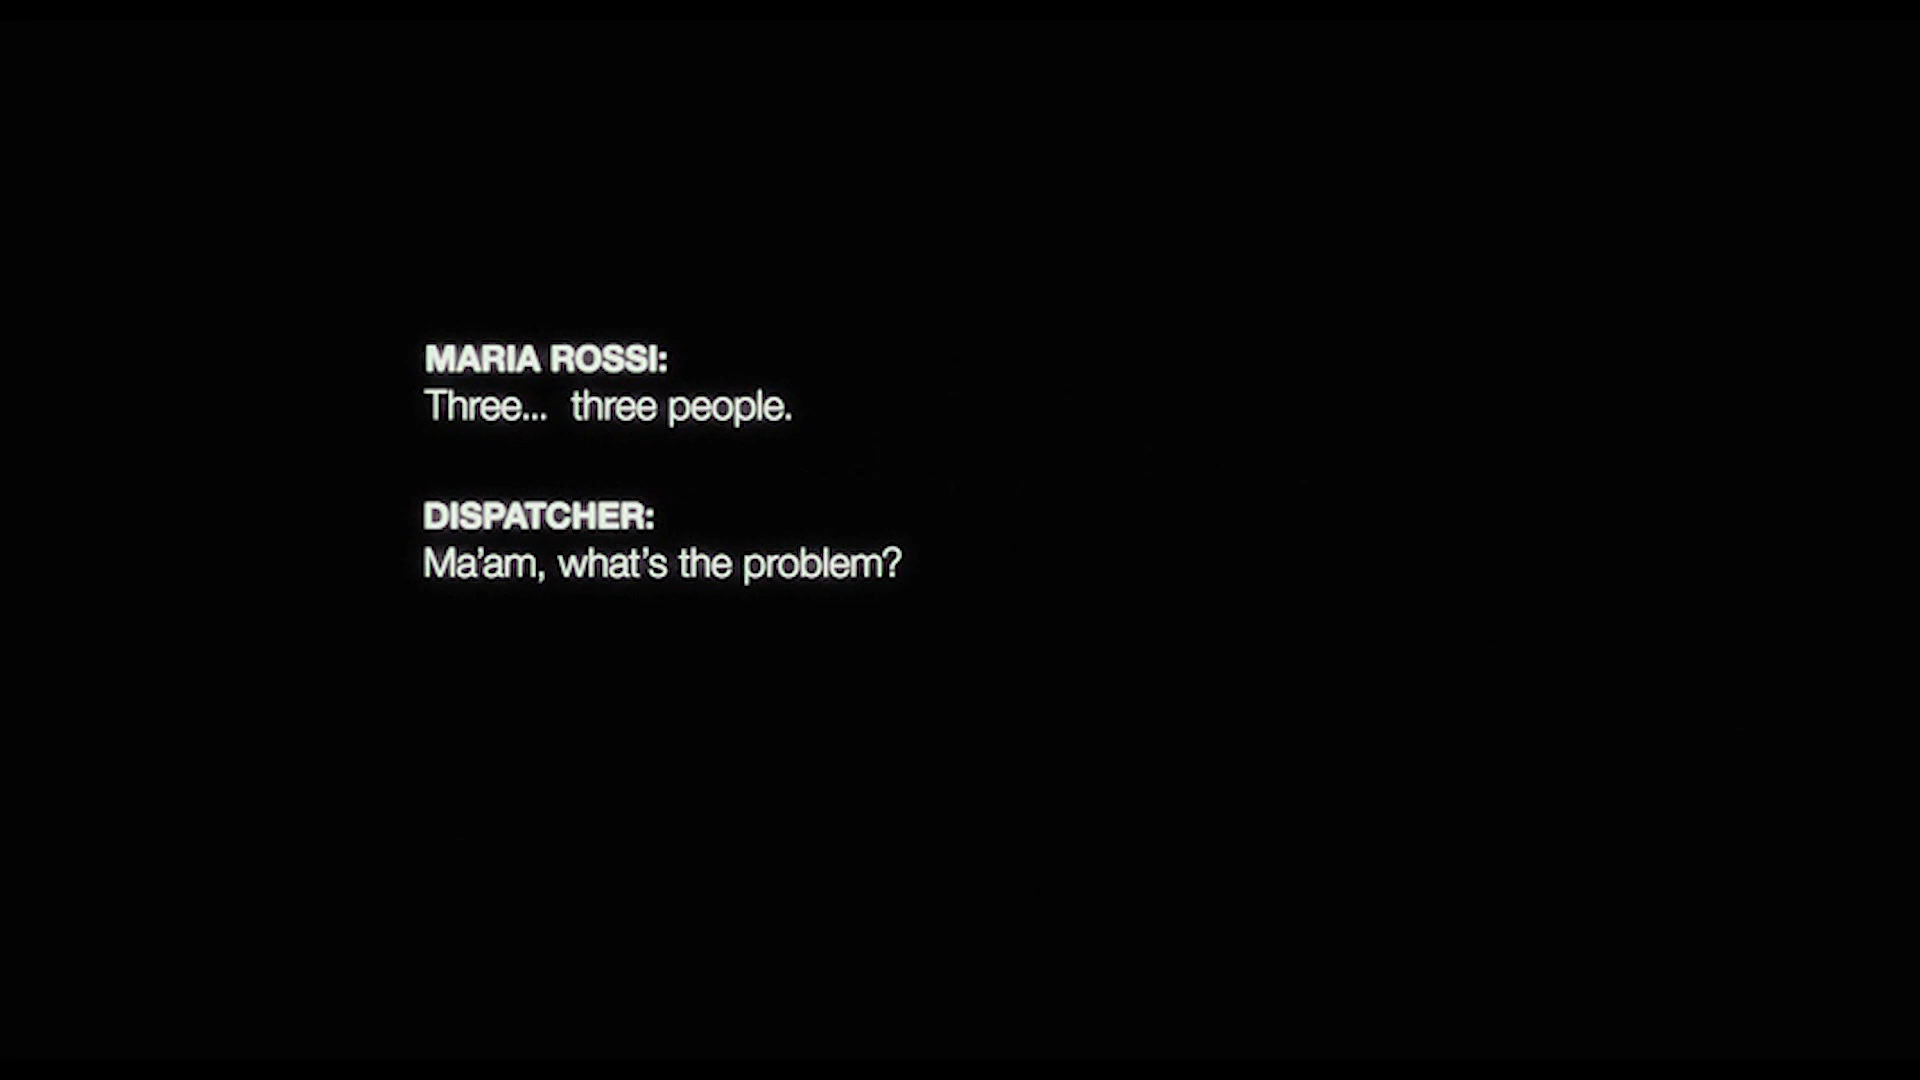 MARIA ROSSI:
Three...  three people.
DISPATCHER:
Ma’am, what’s the problem?